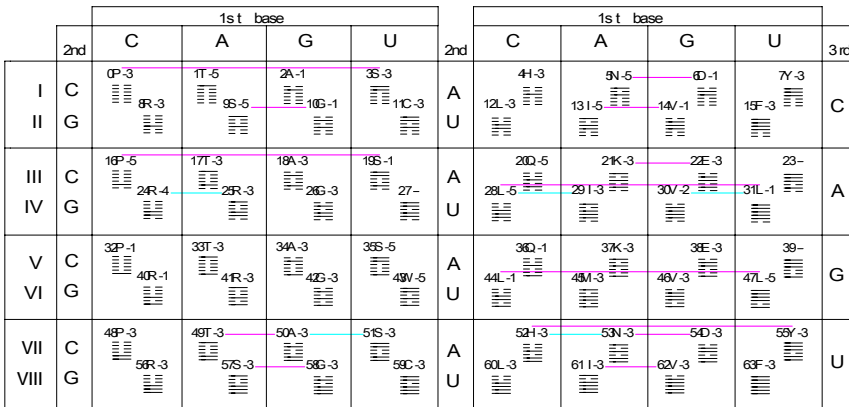 1st base 1st base
2nd C A G U 2nd C A G U 3rd
I C 0P-3 1T-5 2A-1 3S-3 A 4H-3 5N-5 6D-1 7Y-3 C
II G 8R-3 9S-5 10G-1 11C-3 U 12L-3 13I-5 14V-1 15F-3
III C 16P-5 17T-3 18A-3 19S-1 A 20Q-5 21K-3 22E-3 23- A
IV G 24R-4 25R-3 26G-3 27- U 28L-5 29I-3 30V-2 31L-1
V C 32P-1 33T-3 34A-3 35S-5 A 36Q-1 37K-3 38E-3 39- G
VI G 40R-1 41R-3 42G-3 43W-5 U 44L-1 45M-3 46V-3 47L-5
VII C 48P-3 49T-3 50A-3 51S-3 A 52H-3 53N-3 54D-3 55Y-3 U
VIII G 56R-3 57S-3 58G-3 59C-3 U 60L-3 61I-3 62V-3 63F-3